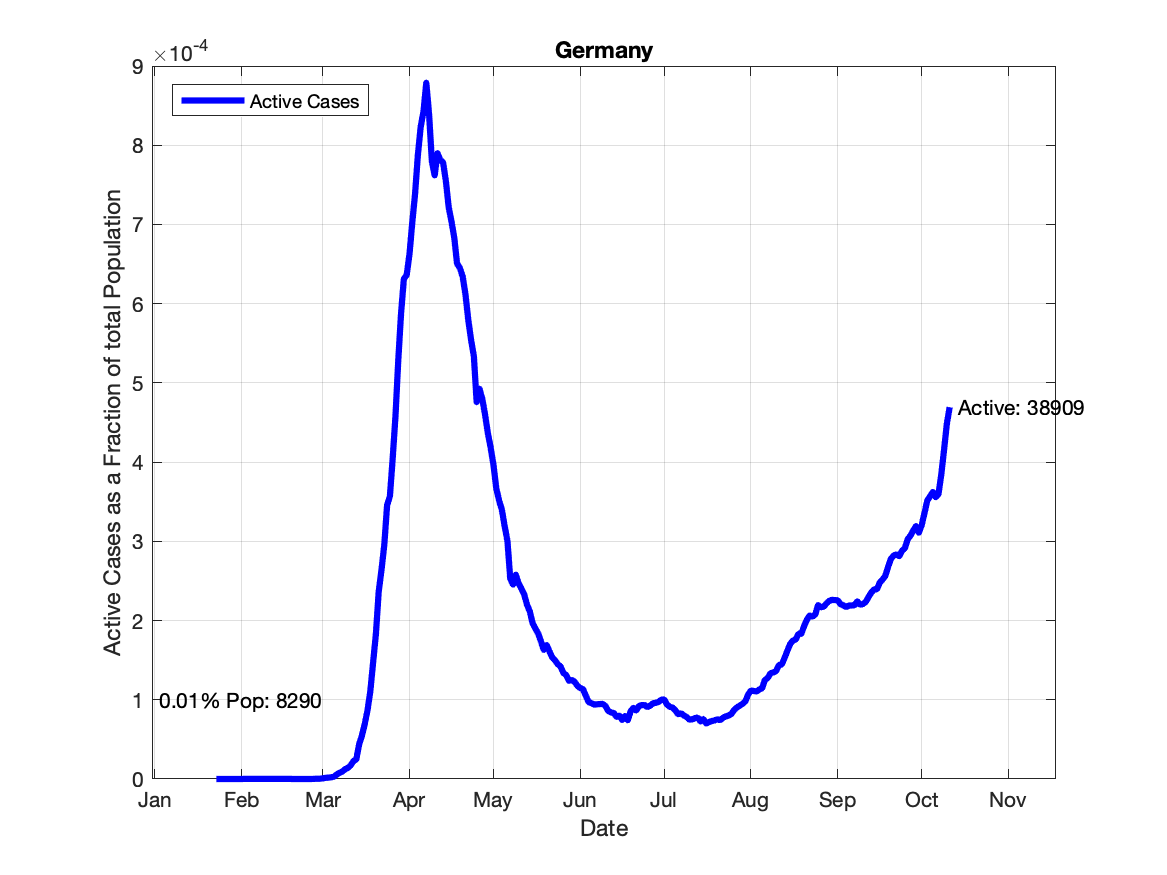 Germany
×10-4
Active Cases
9
8
7
6
5
4
3
2
1
0
Active Cases as a Fraction of total Population
Active: 38909
0.01% Pop: 8290
Jan Feb Mar Apr May Jun Jul Aug Sep Oct Nov
Date